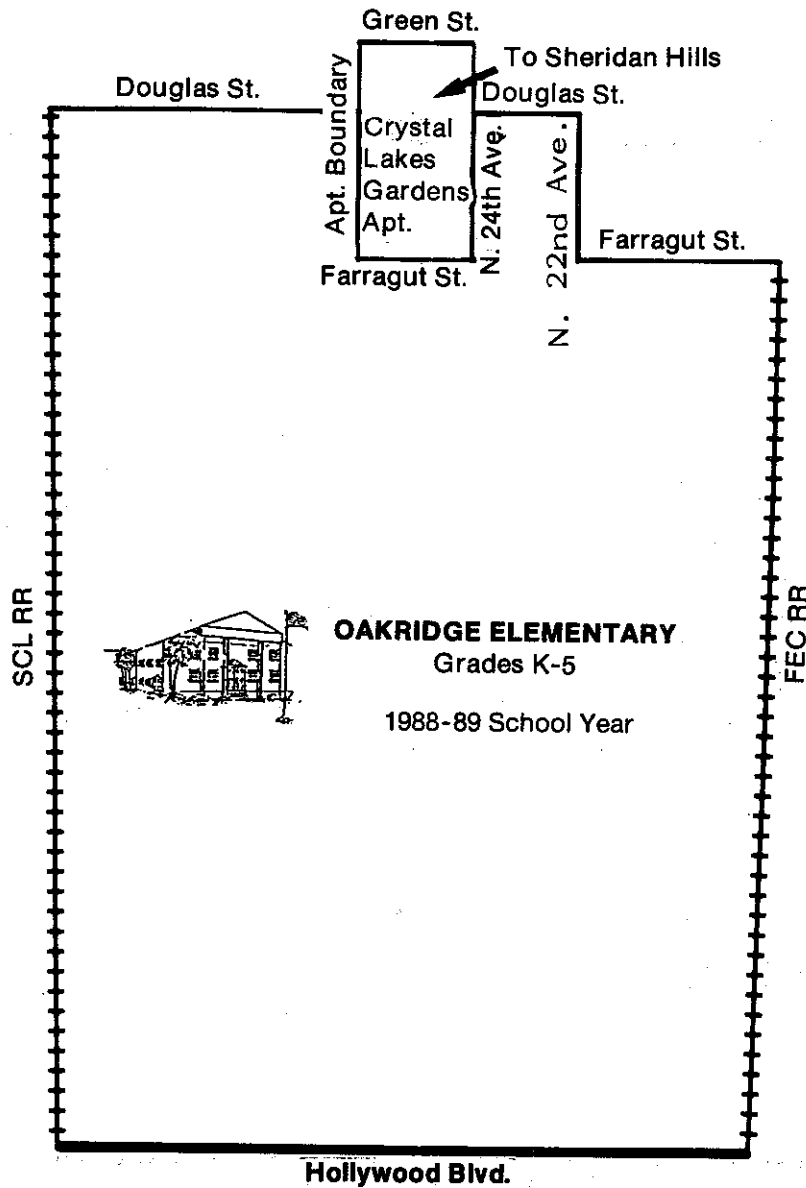 Green St.
To Sheridan Hills
Douglas St.
Douglas St.
Apt. Boundary
Crystal
Lakes
Gardens
Apt.
N. 24th Ave.
N. 22nd Ave.
Farragut St.
Farragut St.
SCL RR
OAKRIDGE ELEMENTARY
Grades K-5
1988-89 School Year
FEC RR
Hollywood Blvd.